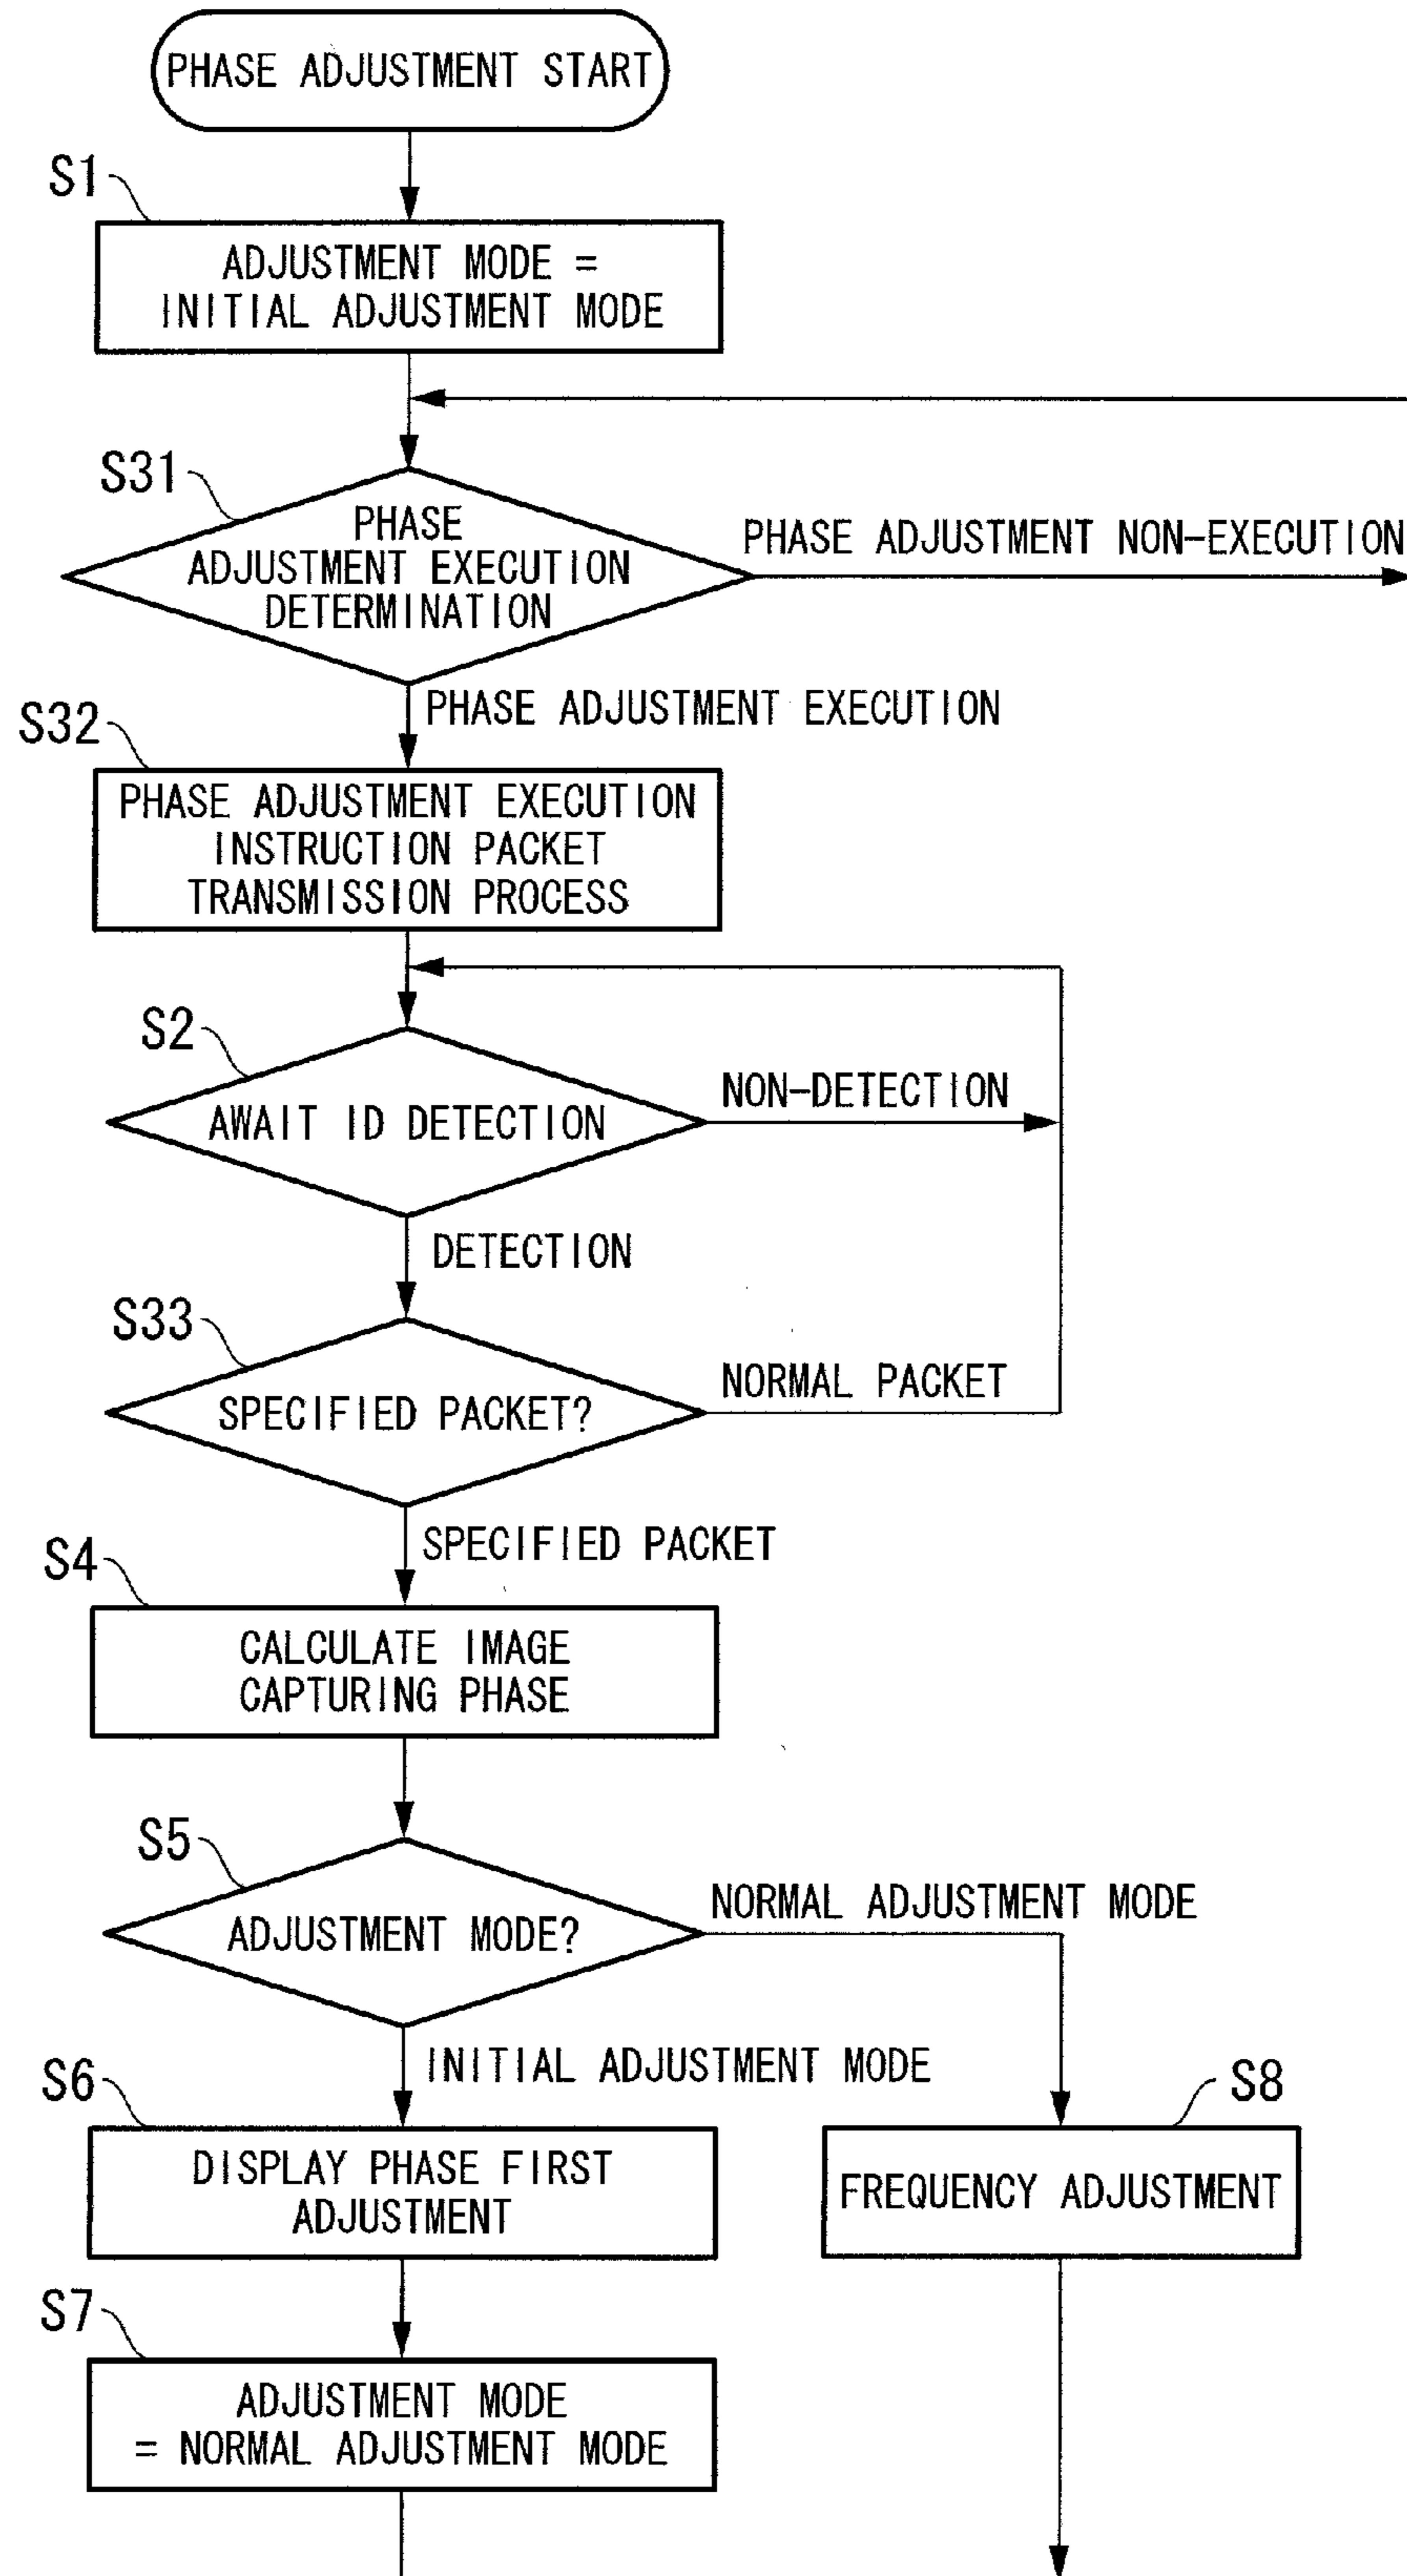 PHASE ADJUSTMENT START
S1
ADJUSTMENT MODE =
INITIAL ADJUSTMENT MODE
S31
PHASE
ADJUSTMENT EXECUTION
DETERMINATION
PHASE ADJUSTMENT NON-EXECUTION
PHASE ADJUSTMENT EXECUTION
S32
PHASE ADJUSTMENT EXECUTION
INSTRUCTION PACKET
TRANSMISSION PROCESS
S2
AWAIT ID DETECTION
NON-DETECTION
DETECTION
S33
SPECIFIED PACKET?
NORMAL PACKET
SPECIFIED PACKET
S4
CALCULATE IMAGE
CAPTURING PHASE
S5
ADJUSTMENT MODE?
NORMAL ADJUSTMENT MODE
INITIAL ADJUSTMENT MODE
S6
DISPLAY PHASE FIRST
ADJUSTMENT
S8
FREQUENCY ADJUSTMENT
S7
ADJUSTMENT MODE
= NORMAL ADJUSTMENT MODE